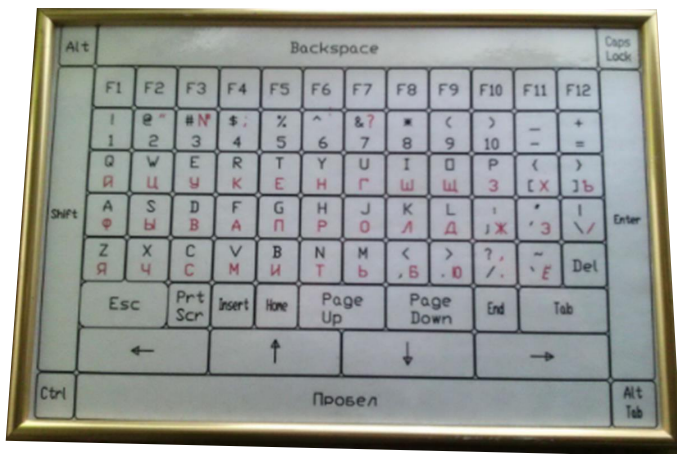 Alt Backspace Caps Lock
F1 F2 F3 F4 F5 F6 F7 F8 F9 F10 F11 F12
! @ " # № $ ; % ^ : & ? * ( ) _ +
1 2 3 4 5 6 7 8 9 10 - =
Q W E R T Y U I O P { }
Й Ц У К Е Н Г Ш Щ З [ Х ] Ъ
Shift A S D F G H J K L : " | Enter
Ф Ы В А П Р О Л Д ; Ж ' Э \ /
Z X C V B N M < > ? , ~ Del
Я Ч С М И Т Ь , Б . Ю / . ` Ё
Esc Prt Scr Insert Home Page Up Page Down End Tab
← ↑ ↓ →
Ctrl Пробел Alt Tab